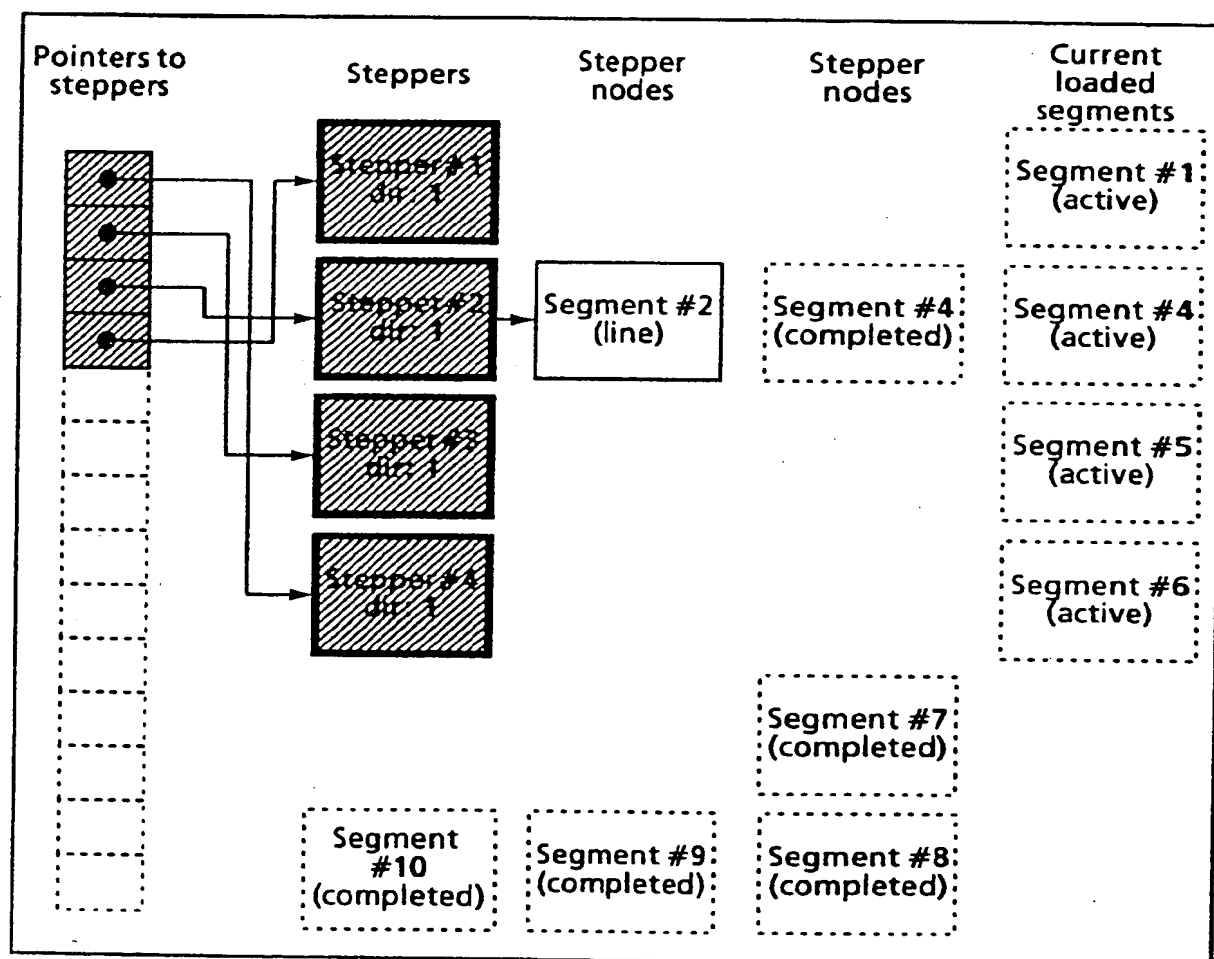 Pointers to
steppers
Steppers
Stepper
nodes
Stepper
nodes
Current
loaded
segments
Stepper #1
dir: 1
Segment #1
(active)
Stepper #2
dir: 1
Segment #2
(line)
Segment #4
(completed)
Segment #4
(active)
Stepper #3
dir: 1
Segment #5
(active)
Stepper #4
dir: 1
Segment #6
(active)
Segment #7
(completed)
Segment
#10
(completed)
Segment #9
(completed)
Segment #8
(completed)